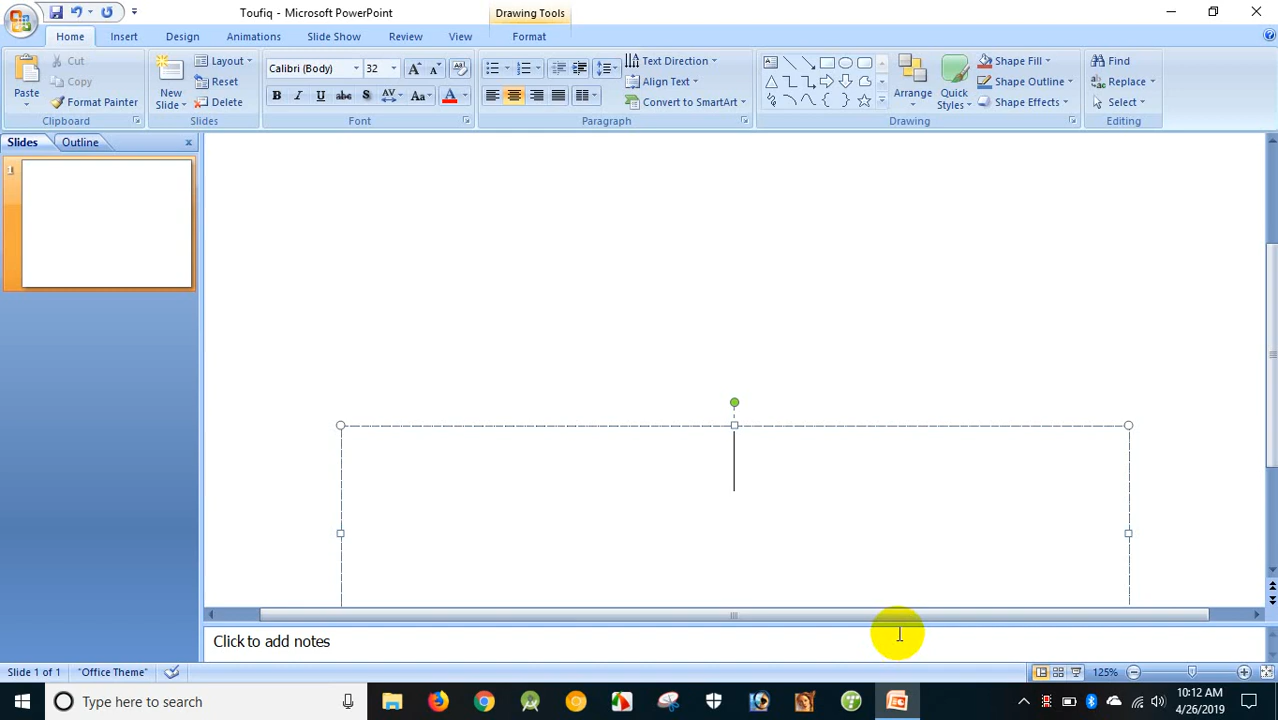 Toufiq - Microsoft PowerPoint
Drawing Tools
Home Insert Design Animations Slide Show Review View Format
Paste
Cut
Copy
Format Painter
Clipboard
New Slide
Layout
Reset
Delete
Slides
Calibri (Body) 32
B I U abc S AV Aa A
Font
Text Direction
Align Text
Convert to SmartArt
Paragraph
Arrange
Quick Styles
Shape Fill
Shape Outline
Shape Effects
Drawing
Find
Replace
Select
Editing
Slides Outline
1
Click to add notes
Slide 1 of 1 "Office Theme" 125%
Type here to search
10:12 AM
4/26/2019